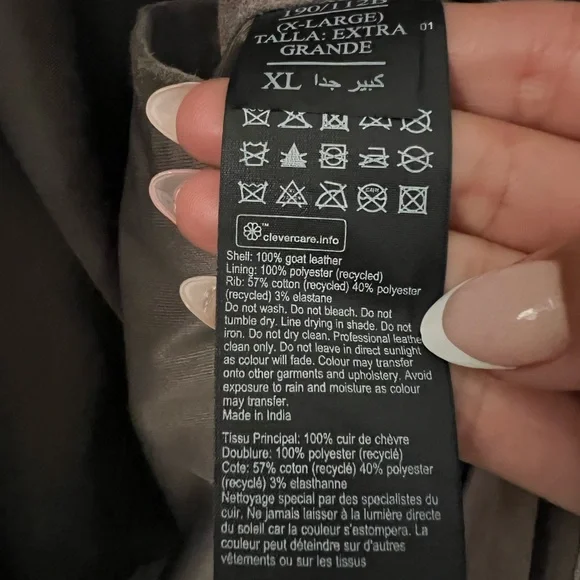 190/112B
(X-LARGE)
TALLA: EXTRA 01
GRANDE
XL كبير جدا
clevercare.info™
Shell: 100% goat leather
Lining: 100% polyester (recycled)
Rib: 57% cotton (recycled) 40% polyester
(recycled) 3% elastane
Do not wash. Do not bleach. Do not
tumble dry. Line drying in shade. Do not
iron. Do not dry clean. Professional leathe
clean only. Do not leave in direct sunlight
as colour will fade. Colour may transfer
onto other garments and upholstery. Avoid
exposure to rain and moisture as colour
may transfer.
Made in India
Tissu Principal: 100% cuir de chèvre
Doublure: 100% polyester (recyclé)
Cote: 57% coton (recyclé) 40% polyester
(recyclé) 3% elasthanne
Nettoyage special par des specialistes du
cuir. Ne jamais laisser à la lumière directe
du soleil car la couleur s'estompera. La
couleur peut déteindre sur d'autres
vêtements ou sur les tissus